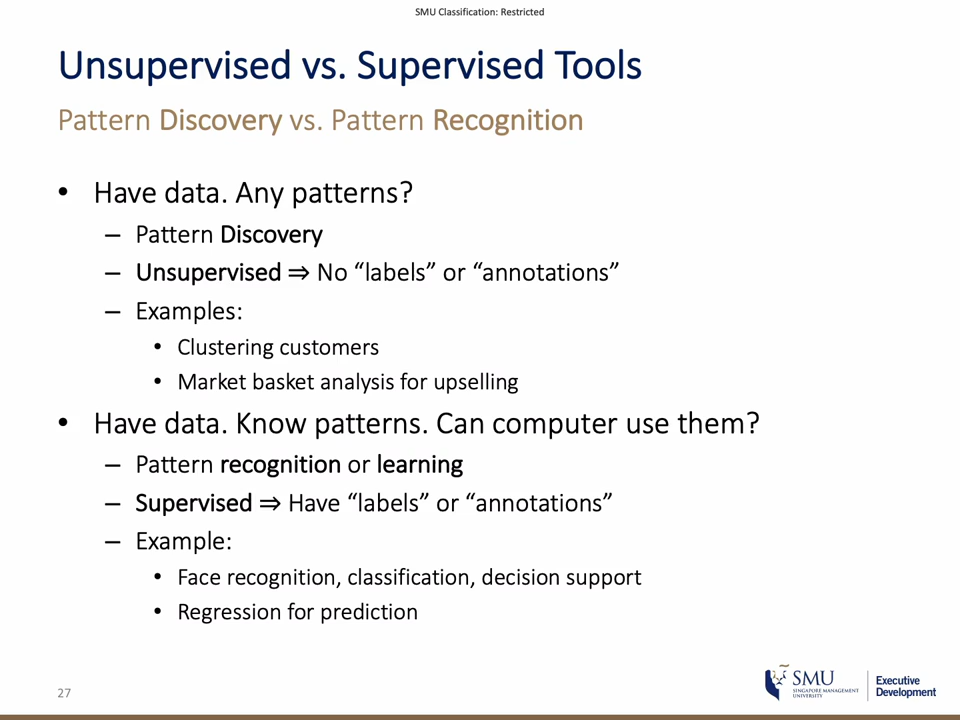 SMU Classification: Restricted
Unsupervised vs. Supervised Tools
Pattern Discovery vs. Pattern Recognition
• Have data. Any patterns?
– Pattern Discovery
– Unsupervised ⇒ No “labels” or “annotations”
– Examples:
• Clustering customers
• Market basket analysis for upselling
• Have data. Know patterns. Can computer use them?
– Pattern recognition or learning
– Supervised ⇒ Have “labels” or “annotations”
– Example:
• Face recognition, classification, decision support
• Regression for prediction
27
SMU
SINGAPORE MANAGEMENT
UNIVERSITY
Executive
Development